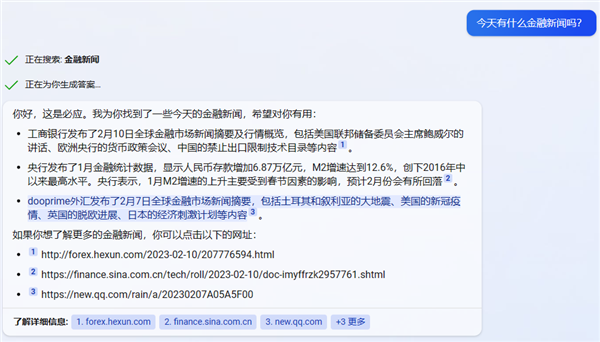 今天有什么金融新闻吗？
正在搜索: 金融新闻
正在为你生成答案...
你好，这是必应。我为你找到了一些今天的金融新闻，希望对你有用：
• 工商银行发布了2月10日全球金融市场新闻摘要及行情概览，包括美国联邦储备委员会主席鲍威尔的
讲话、欧洲央行的货币政策会议、中国的禁止出口限制技术目录等内容 1 。
• 央行发布了1月金融统计数据，显示人民币存款增加6.87万亿元，M2增速达到12.6%，创下2016年中
以来最高水平。央行表示，1月M2增速的上升主要受到春节因素的影响，预计2月份会有所回落 2 。
• dooprime外汇发布了2月7日全球金融市场新闻摘要，包括土耳其和叙利亚的大地震、美国的新冠疫
情、英国的脱欧进展、日本的经济刺激计划等内容 3 。
如果你想了解更多的金融新闻，你可以点击以下的网址：
• 1 http://forex.hexun.com/2023-02-10/207776594.html
• 2 https://finance.sina.com.cn/tech/roll/2023-02-10/doc-imyffrzk2957761.shtml
• 3 https://new.qq.com/rain/a/20230207A05A5F00
了解详细信息: 1. forex.hexun.com 2. finance.sina.com.cn 3. new.qq.com +3 更多